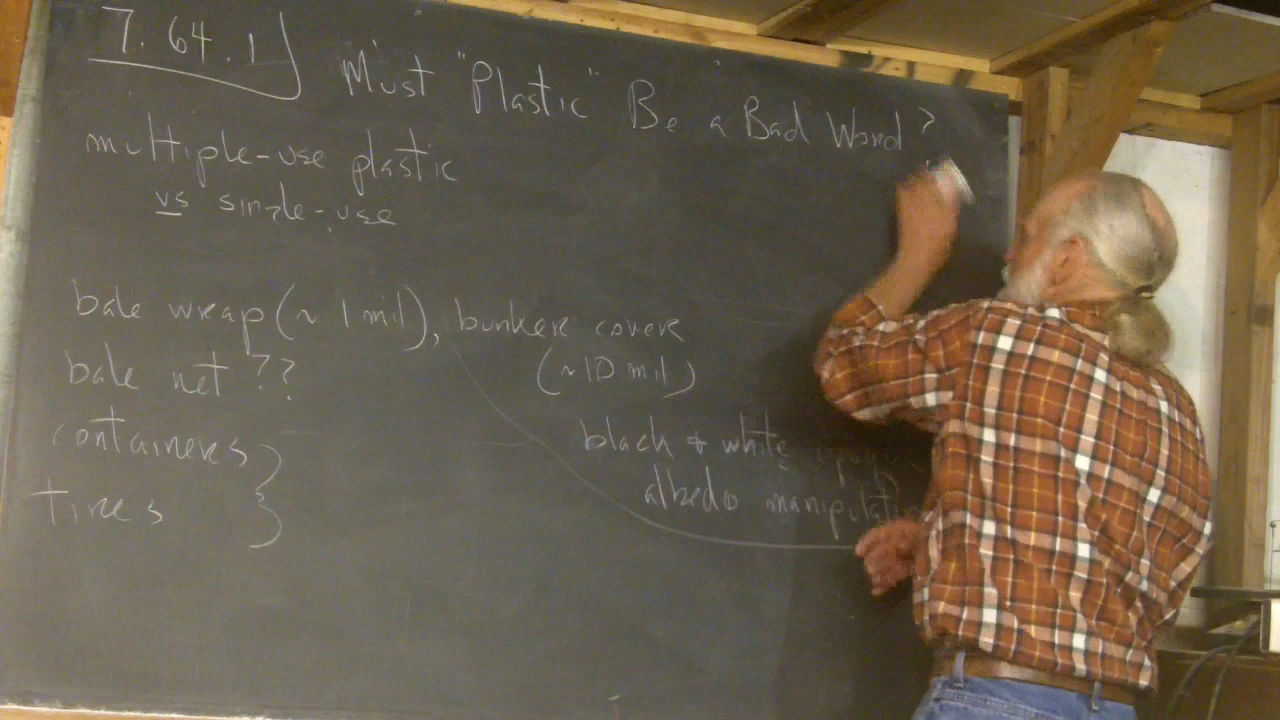 7.64.1
Must "Plastic" Be a Bad Word?
multiple-use plastic
vs single-use
bale wrap (~ 1 mil), bunker cover
(~10 mil)
bale net ??
black & white
albedo manipulation
containers
tires